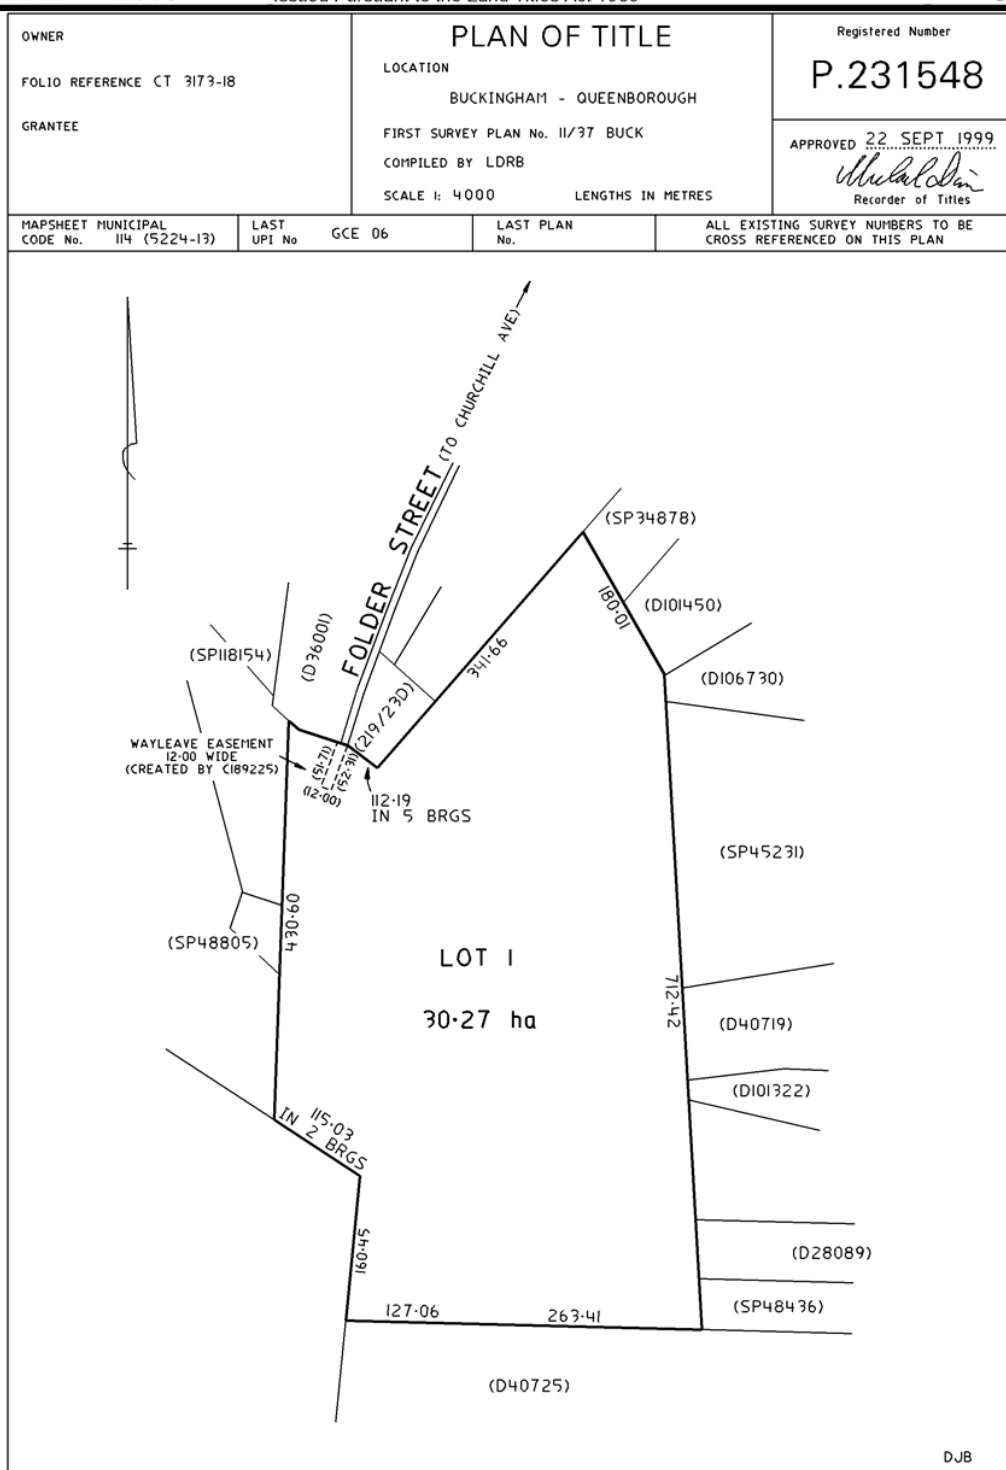 OWNER
FOLIO REFERENCE CT 3173-18
GRANTEE
PLAN OF TITLE
LOCATION
BUCKINGHAM - QUEENBOROUGH
FIRST SURVEY PLAN No. 11/37 BUCK
COMPILED BY LDRB
SCALE 1: 4000 LENGTHS IN METRES
Registered Number
P.231548
APPROVED 22 SEPT 1999
Recorder of Titles
MAPSHEET MUNICIPAL
CODE No. 114 (5224-13)
LAST
UPI No GCE 06
LAST PLAN
No.
ALL EXISTING SURVEY NUMBERS TO BE
CROSS REFERENCED ON THIS PLAN
(TO CHURCHILL AVE)
FOLDER STREET
(SP34878)
180·01
(D101450)
(D36001)
(SP118154)
341·66
(D106730)
(219/23D)
WAYLEAVE EASEMENT
12·00 WIDE
(CREATED BY C189225)
(51·71)
(52·31)
(12·00)
112·19
IN 5 BRGS
(SP45231)
430·60
(SP48805)
LOT 1
30·27 ha
712·42
(D40719)
(D101322)
115·03
IN 2 BRGS
160·45
(D28089)
(SP48436)
127·06 263·41
(D40725)
DJB